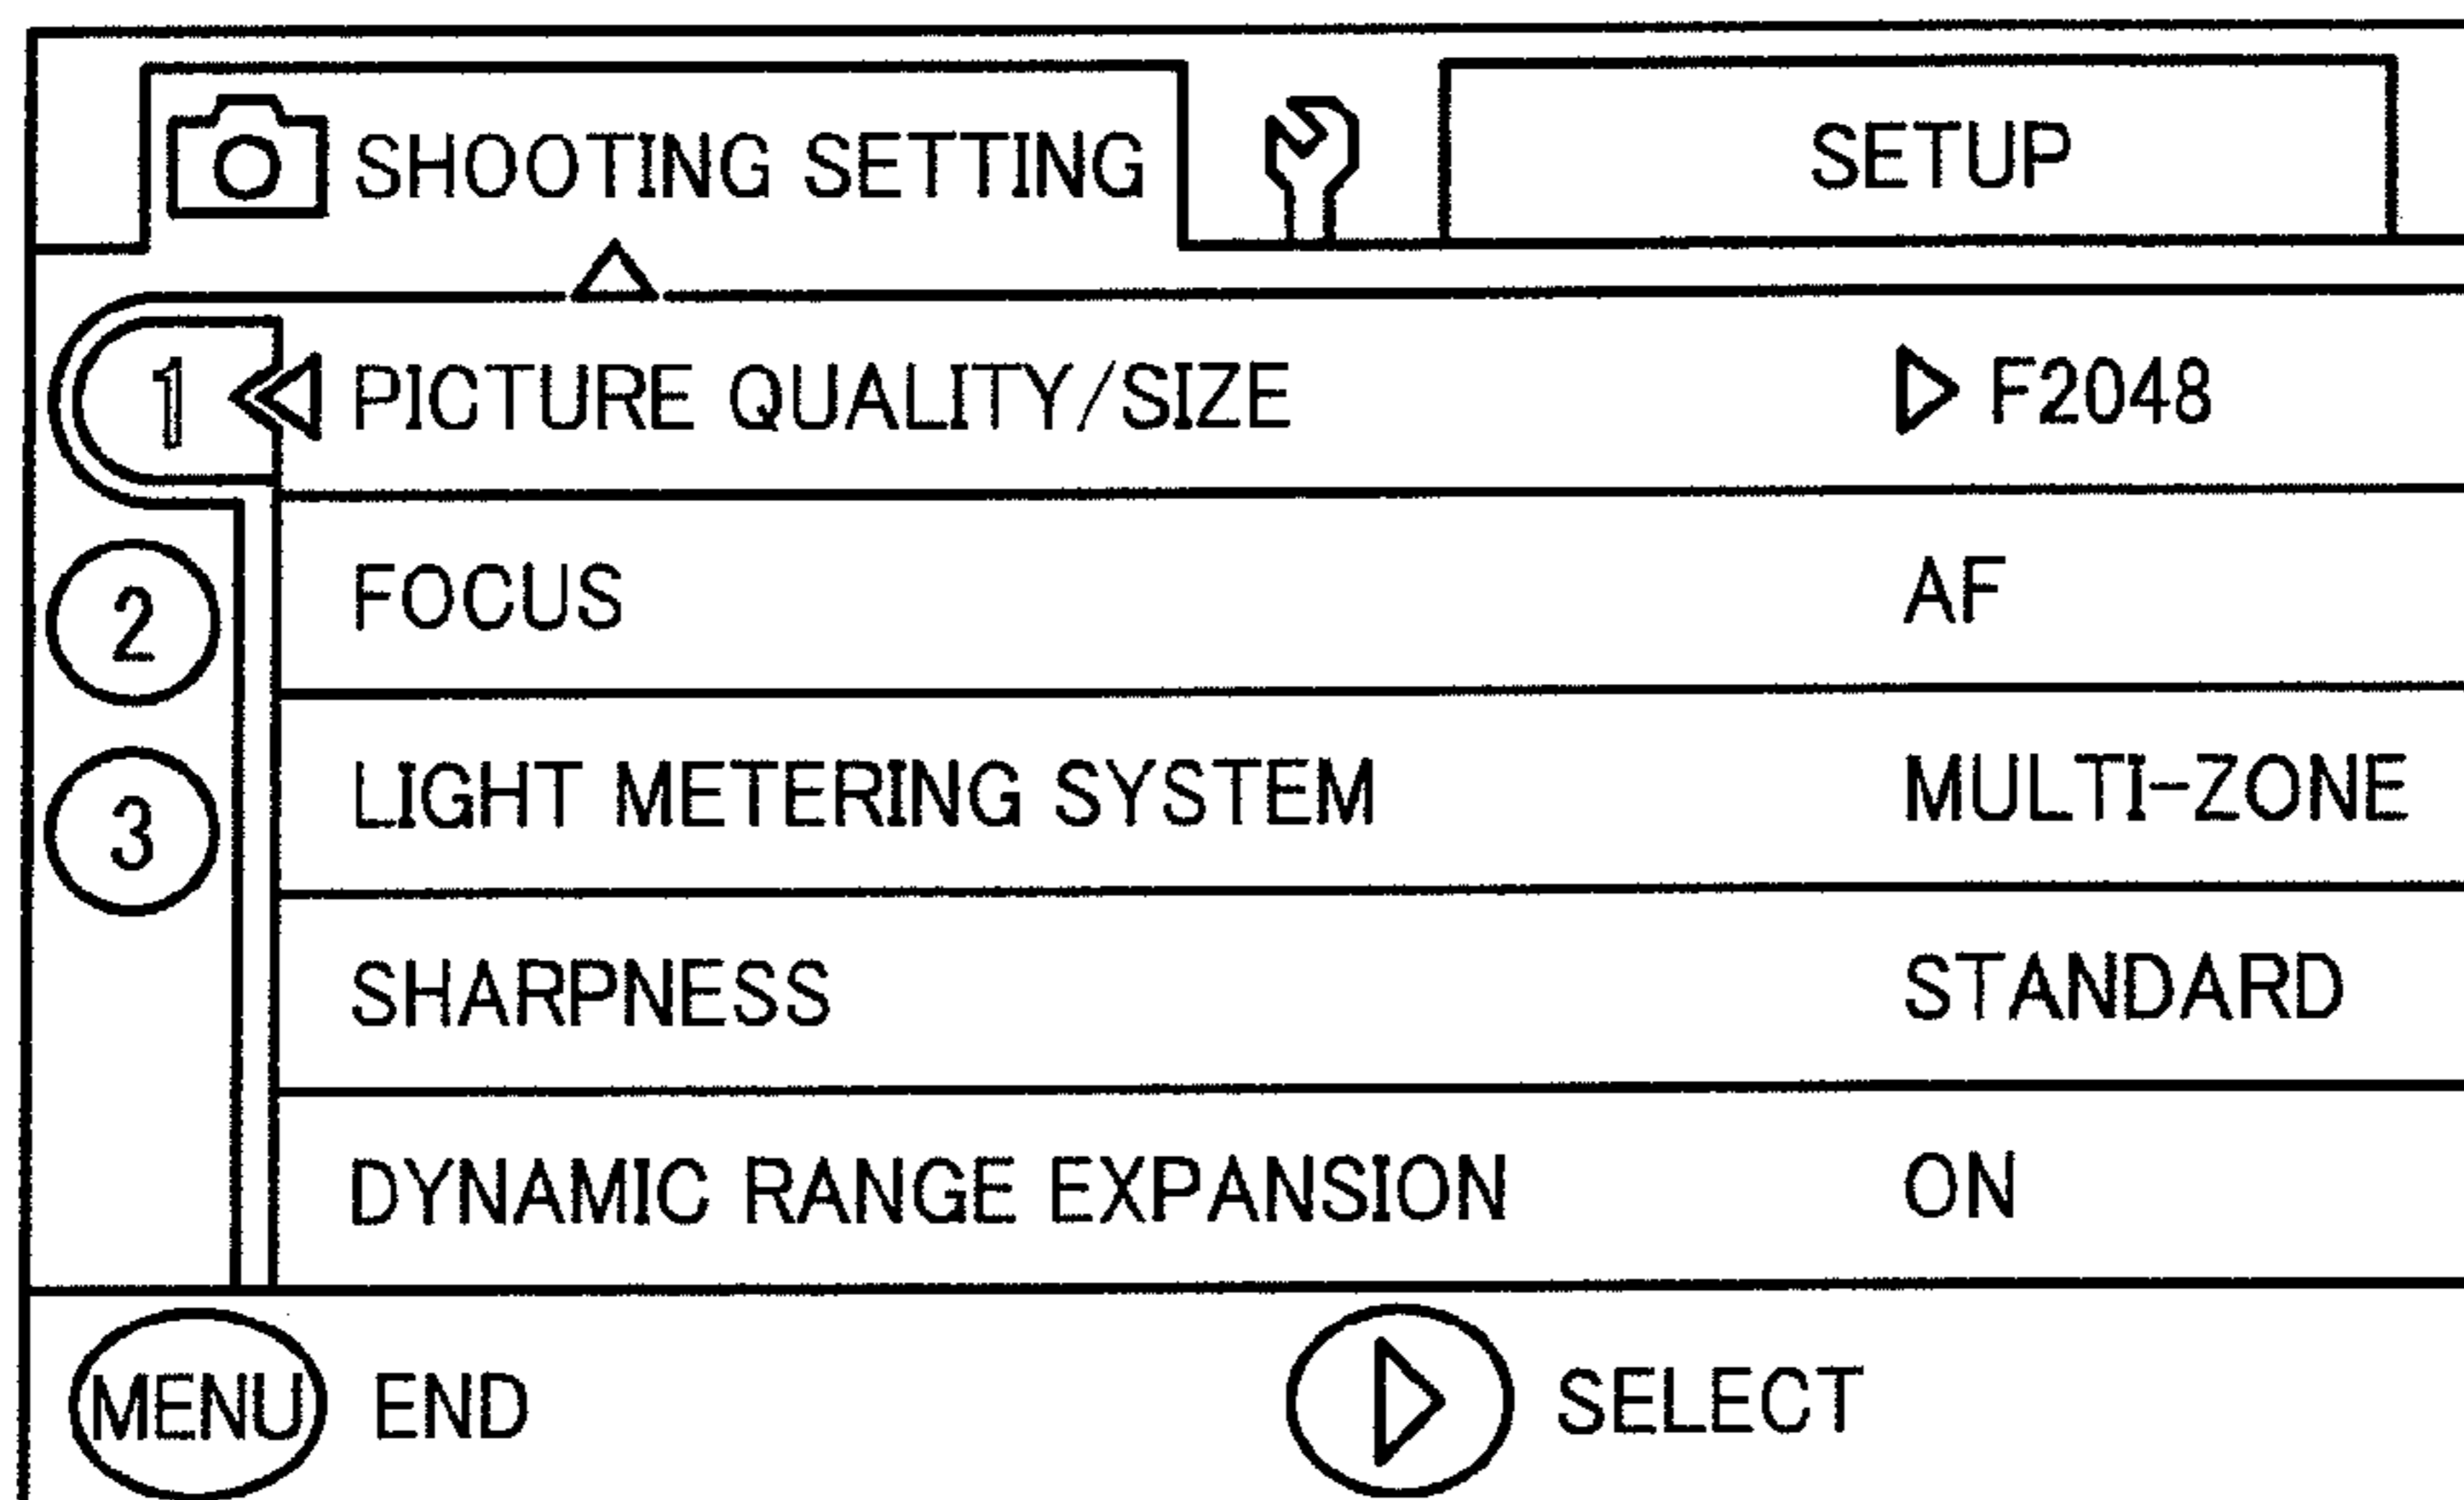 SHOOTING SETTING SETUP
1 PICTURE QUALITY/SIZE F2048
FOCUS AF
2
LIGHT METERING SYSTEM MULTI-ZONE
3
SHARPNESS STANDARD
DYNAMIC RANGE EXPANSION ON
MENU END SELECT